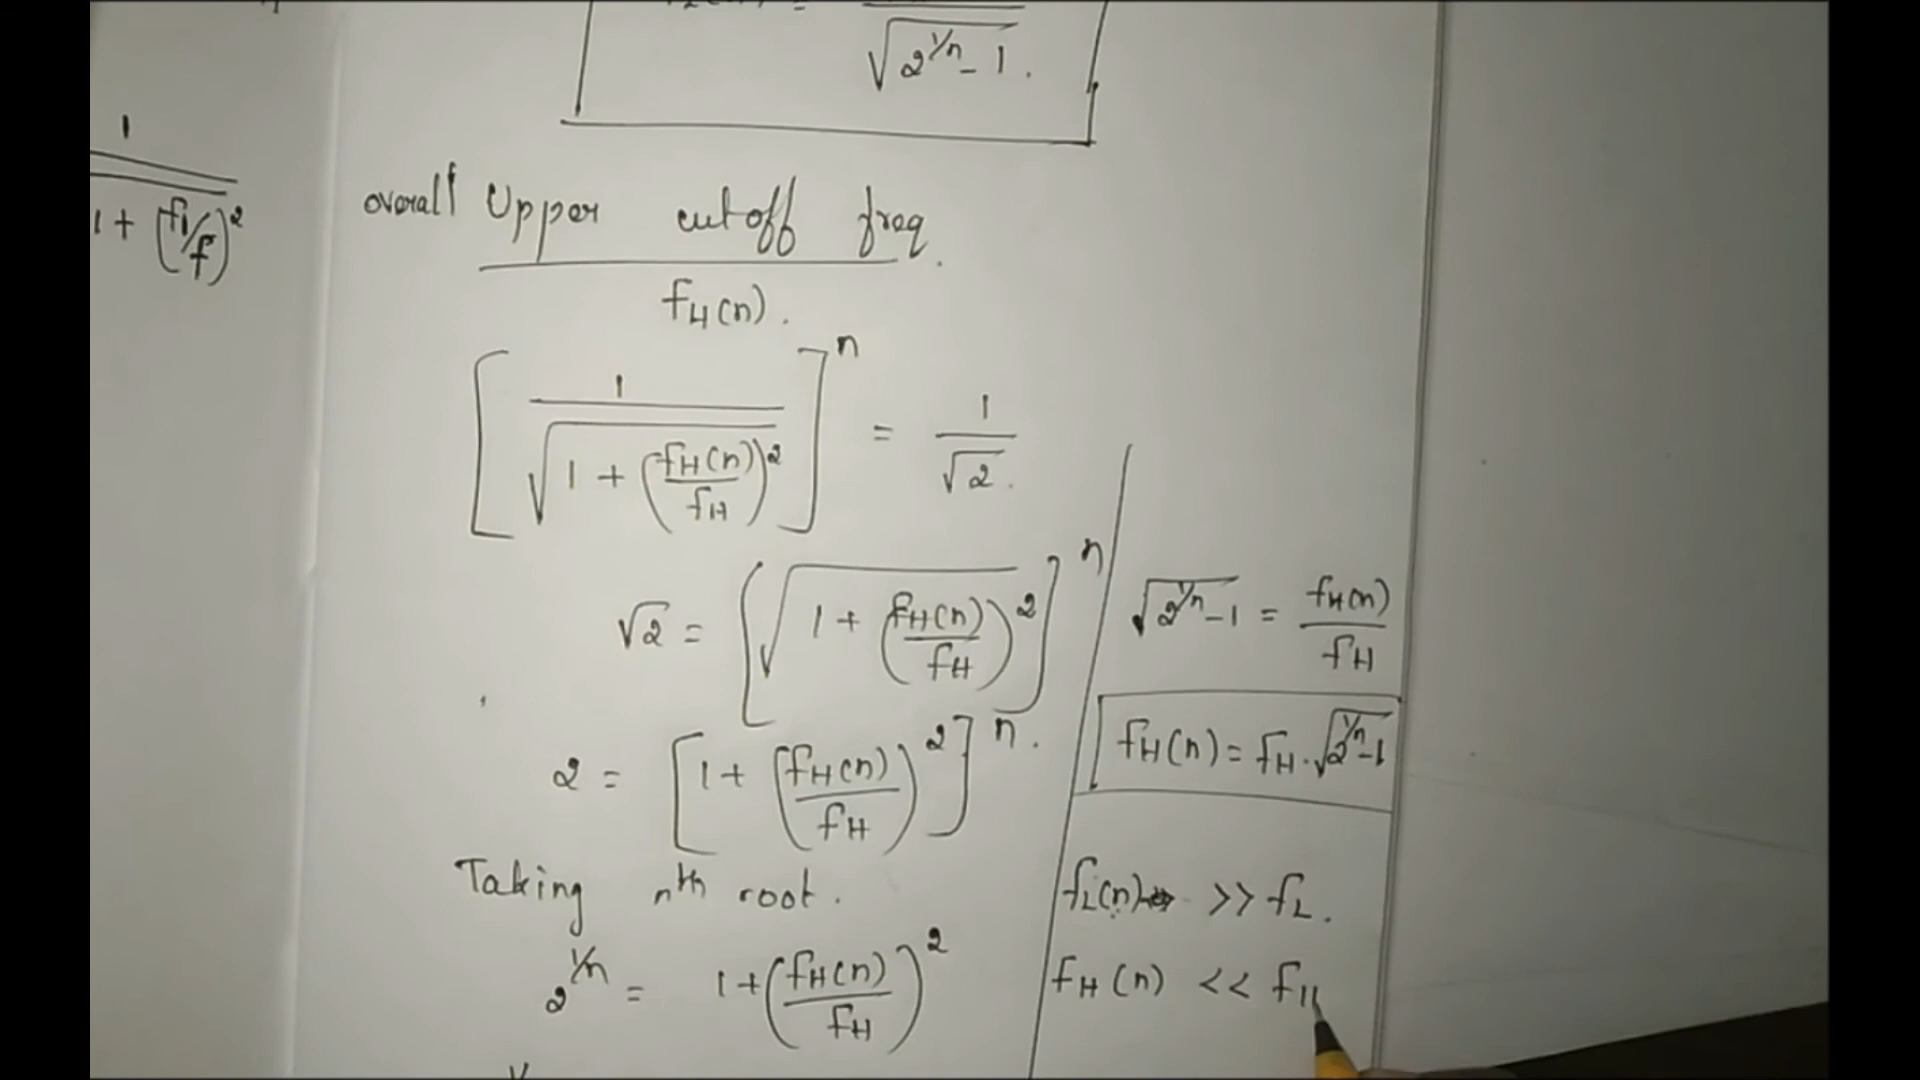 √(2^(1/n) - 1) .
1
1 + (f1/f)^2
overall Upper cutoff freq.
fH(n).
[ 1 / √(1 + (fH(n)/fH)^2) ]^n = 1/√2.
√2 = [ √(1 + (fH(n)/fH)^2) ]^n
2 = [ 1 + (fH(n)/fH)^2 ]^n.
Taking nth root.
2^(1/n) = 1 + (fH(n)/fH)^2
√(2^(1/n) - 1) = fH(n)/fH
fH(n) = fH . √(2^(1/n) - 1)
fL(n) >> fL.
fH(n) << fH